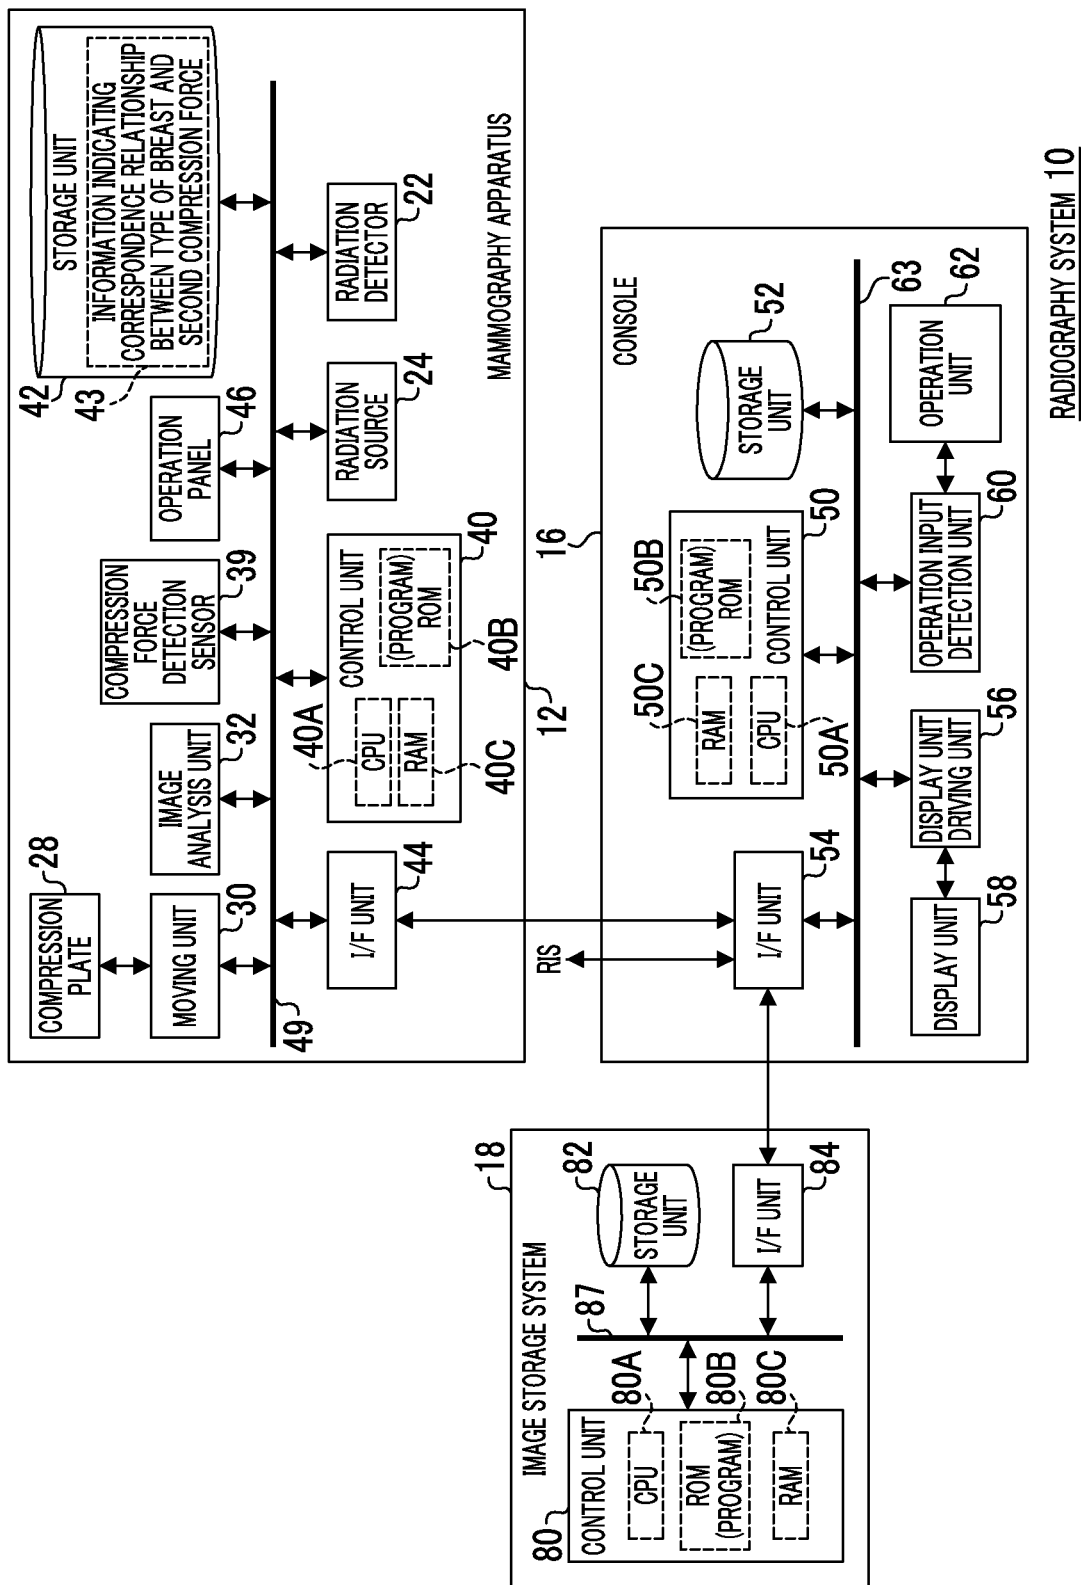 RADIOGRAPHY SYSTEM 10
18
IMAGE STORAGE SYSTEM
80
CONTROL UNIT
CPU
80A
ROM
(PROGRAM)
80B
RAM
80C
87
82
STORAGE
UNIT
I/F UNIT
84
MAMMOGRAPHY APPARATUS
12
28
COMPRESSION
PLATE
MOVING UNIT
30
IMAGE
ANALYSIS UNIT
32
COMPRESSION
FORCE
DETECTION
SENSOR
39
OPERATION
PANEL
46
42
STORAGE UNIT
43
INFORMATION INDICATING
CORRESPONDENCE RELATIONSHIP
BETWEEN TYPE OF BREAST AND
SECOND COMPRESSION FORCE
49
I/F UNIT
44
40A
CONTROL UNIT
40
CPU
RAM
40C
(PROGRAM)
ROM
40B
RADIATION
SOURCE
24
RADIATION
DETECTOR
22
RIS
16
CONSOLE
I/F UNIT
54
50C
50B
RAM
CPU
50A
(PROGRAM)
ROM
CONTROL UNIT
50
STORAGE
UNIT
52
63
DISPLAY UNIT
58
DISPLAY UNIT
DRIVING UNIT
56
OPERATION INPUT
DETECTION UNIT
60
OPERATION
UNIT
62